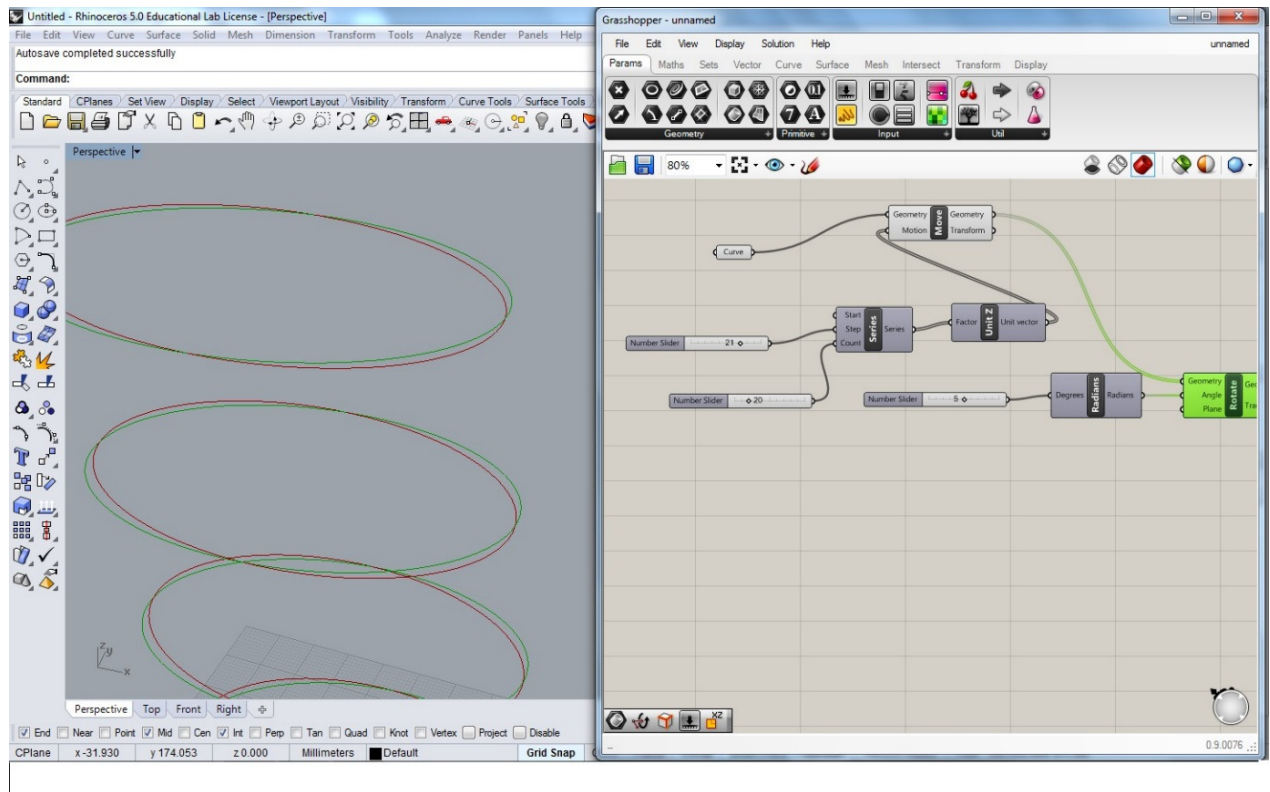 Untitled - Rhinoceros 5.0 Educational Lab License - [Perspective]
File Edit View Curve Surface Solid Mesh Dimension Transform Tools Analyze Render Panels Help
Autosave completed successfully
Command:
Standard CPlanes Set View Display Select Viewport Layout Visibility Transform Curve Tools Surface Tools
Perspective
z y
x
Perspective Top Front Right
End Near Point Mid Cen Int Perp Tan Quad Knot Vertex Project Disable
CPlane x -31.930 y 174.053 z 0.000 Millimeters Default Grid Snap
Grasshopper - unnamed
File Edit View Display Solution Help unnamed
Params Maths Sets Vector Curve Surface Mesh Intersect Transform Display
Geometry Primitive Input Util
80%
Geometry Move Geometry
Motion Transform
Curve
Start
Step Series Series
Count
Factor Unit Z Unit vector
Number Slider 21
Number Slider 20
Number Slider 5
Degrees Radians Radians
Geometry Rotate Geo
Angle
Plane Tra
XZ
0.9.0076